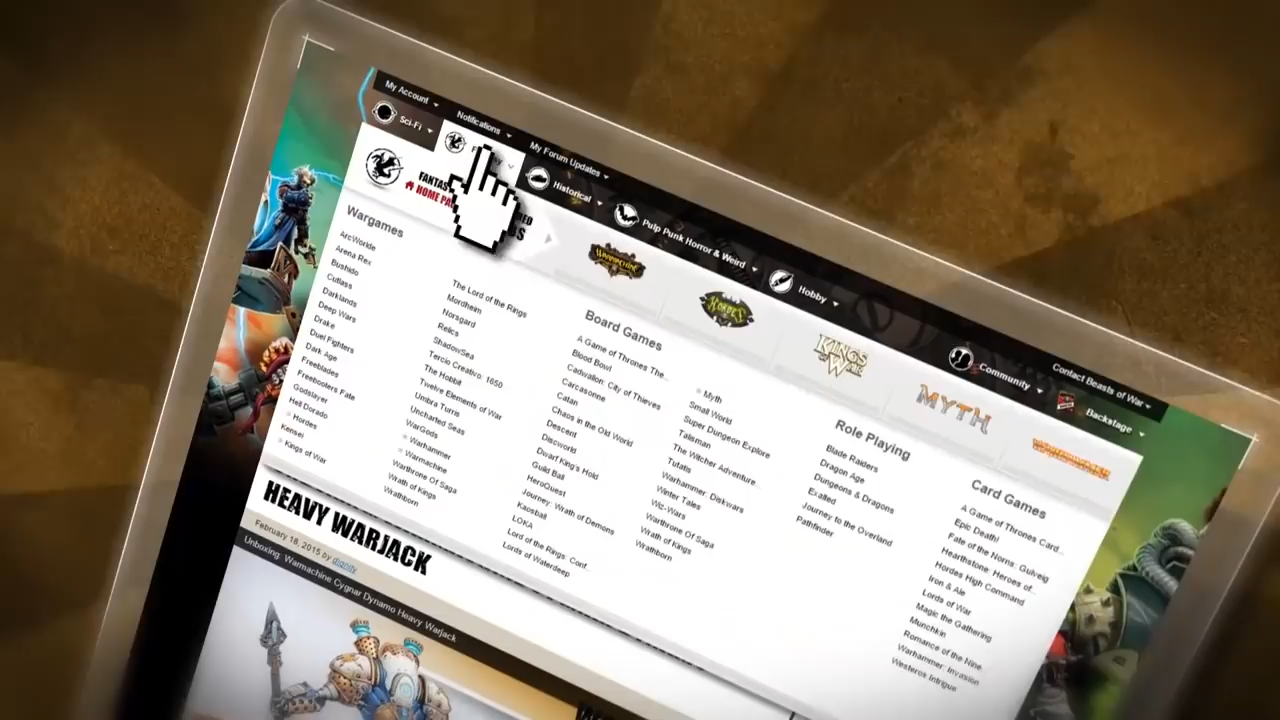 My Account
Notifications
My Forum Updates
Contact Beasts of War
Sci-Fi
Historical
Pulp Punk Horror & Weird
Hobby
Community
Backstage
WARMACHINE
HORDES
KINGS OF WAR
MYTH
WARHAMMER
Wargames
ArcWorlde
Arena Rex
Bushido
Cutlass
Darklands
Deep Wars
Drake
Duel Fighters
Dark Age
Freeblades
Freebooters Fate
Godslayer
Hell Dorado
Hordes
Kensei
Kings of War
The Lord of the Rings
Mordheim
Norsgard
Relics
ShadowSea
Tercio Creativo: 1650
The Hobbit
Twelve Elements of War
Umbra Turris
Uncharted Seas
WarGods
Warhammer
Warmachine
Warthrone Of Saga
Wrath of Kings
Wrathborn
Board Games
A Game of Thrones The...
Blood Bowl
Cadwallon: City of Thieves
Carcasonne
Catan
Chaos in the Old World
Descent
Discworld
Dwarf King's Hold
Guild Ball
HeroQuest
Journey: Wrath of Demons
Kaosball
LOKA
Lord of the Rings: Conf...
Lords of Waterdeep
Myth
Small World
Super Dungeon Explore
Talisman
The Witcher Adventure...
Tutatis
Warhammer: Diskwars
Winter Tales
Wiz-Wars
Warthrone Of Saga
Wrath of Kings
Wrathborn
Role Playing
Blade Raiders
Dragon Age
Dungeons & Dragons
Exalted
Journey to the Overland
Pathfinder
Card Games
A Game of Thrones Card...
Epic Death!
Fate of the Norns: Gulveig
Hearthstone: Heroes of...
Hordes High Command
Iron & Ale
Lords of War
Magic the Gathering
Munchkin
Romance of the Nine...
Warhammer: Invasion
Westeros Intrigue
HEAVY WARJACK
February 18, 2015 by dignity
Unboxing: Warmachine Cygnar Dynamo Heavy Warjack